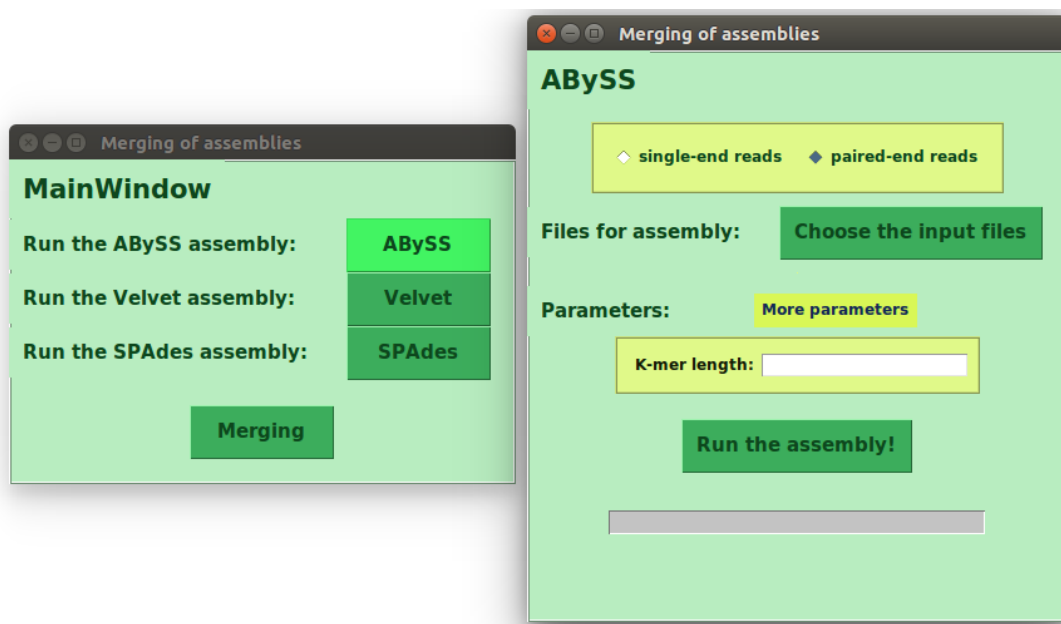 Merging of assemblies
MainWindow
Run the ABySS assembly: ABySS
Run the Velvet assembly: Velvet
Run the SPAdes assembly: SPAdes
Merging
Merging of assemblies
ABySS
single-end reads paired-end reads
Files for assembly: Choose the input files
Parameters: More parameters
K-mer length:
Run the assembly!